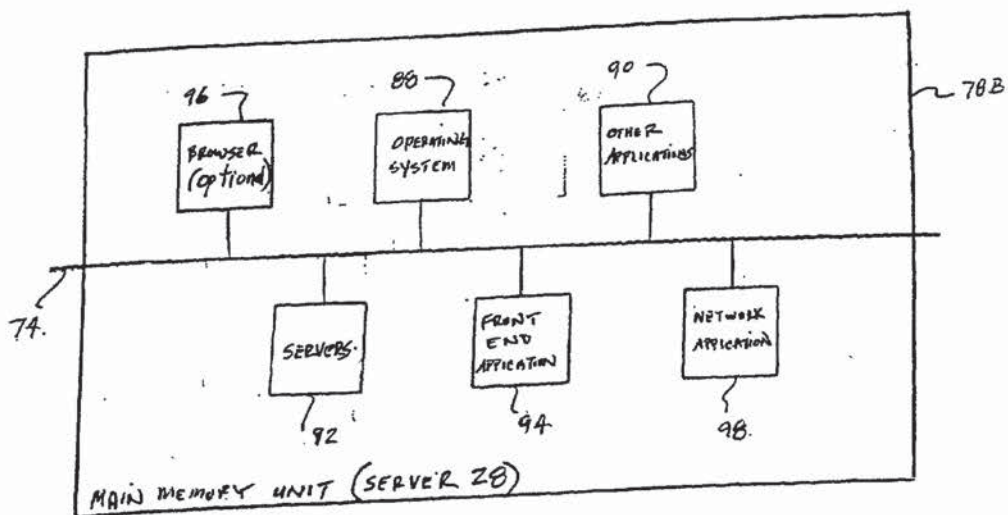 96
88
90
78B
BROWSER
(optional)
OPERATING
SYSTEM
OTHER
APPLICATIONS
74.
SERVERS.
FRONT
END
APPLICATION
NETWORK
APPLICATION
92
94.
98.
MAIN MEMORY UNIT (SERVER 28)